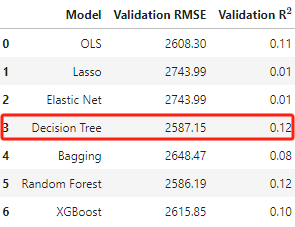 Model Validation RMSE Validation R²
0 OLS 2608.30 0.11
1 Lasso 2743.99 0.01
2 Elastic Net 2743.99 0.01
3 Decision Tree 2587.15 0.12
4 Bagging 2648.47 0.08
5 Random Forest 2586.19 0.12
6 XGBoost 2615.85 0.10